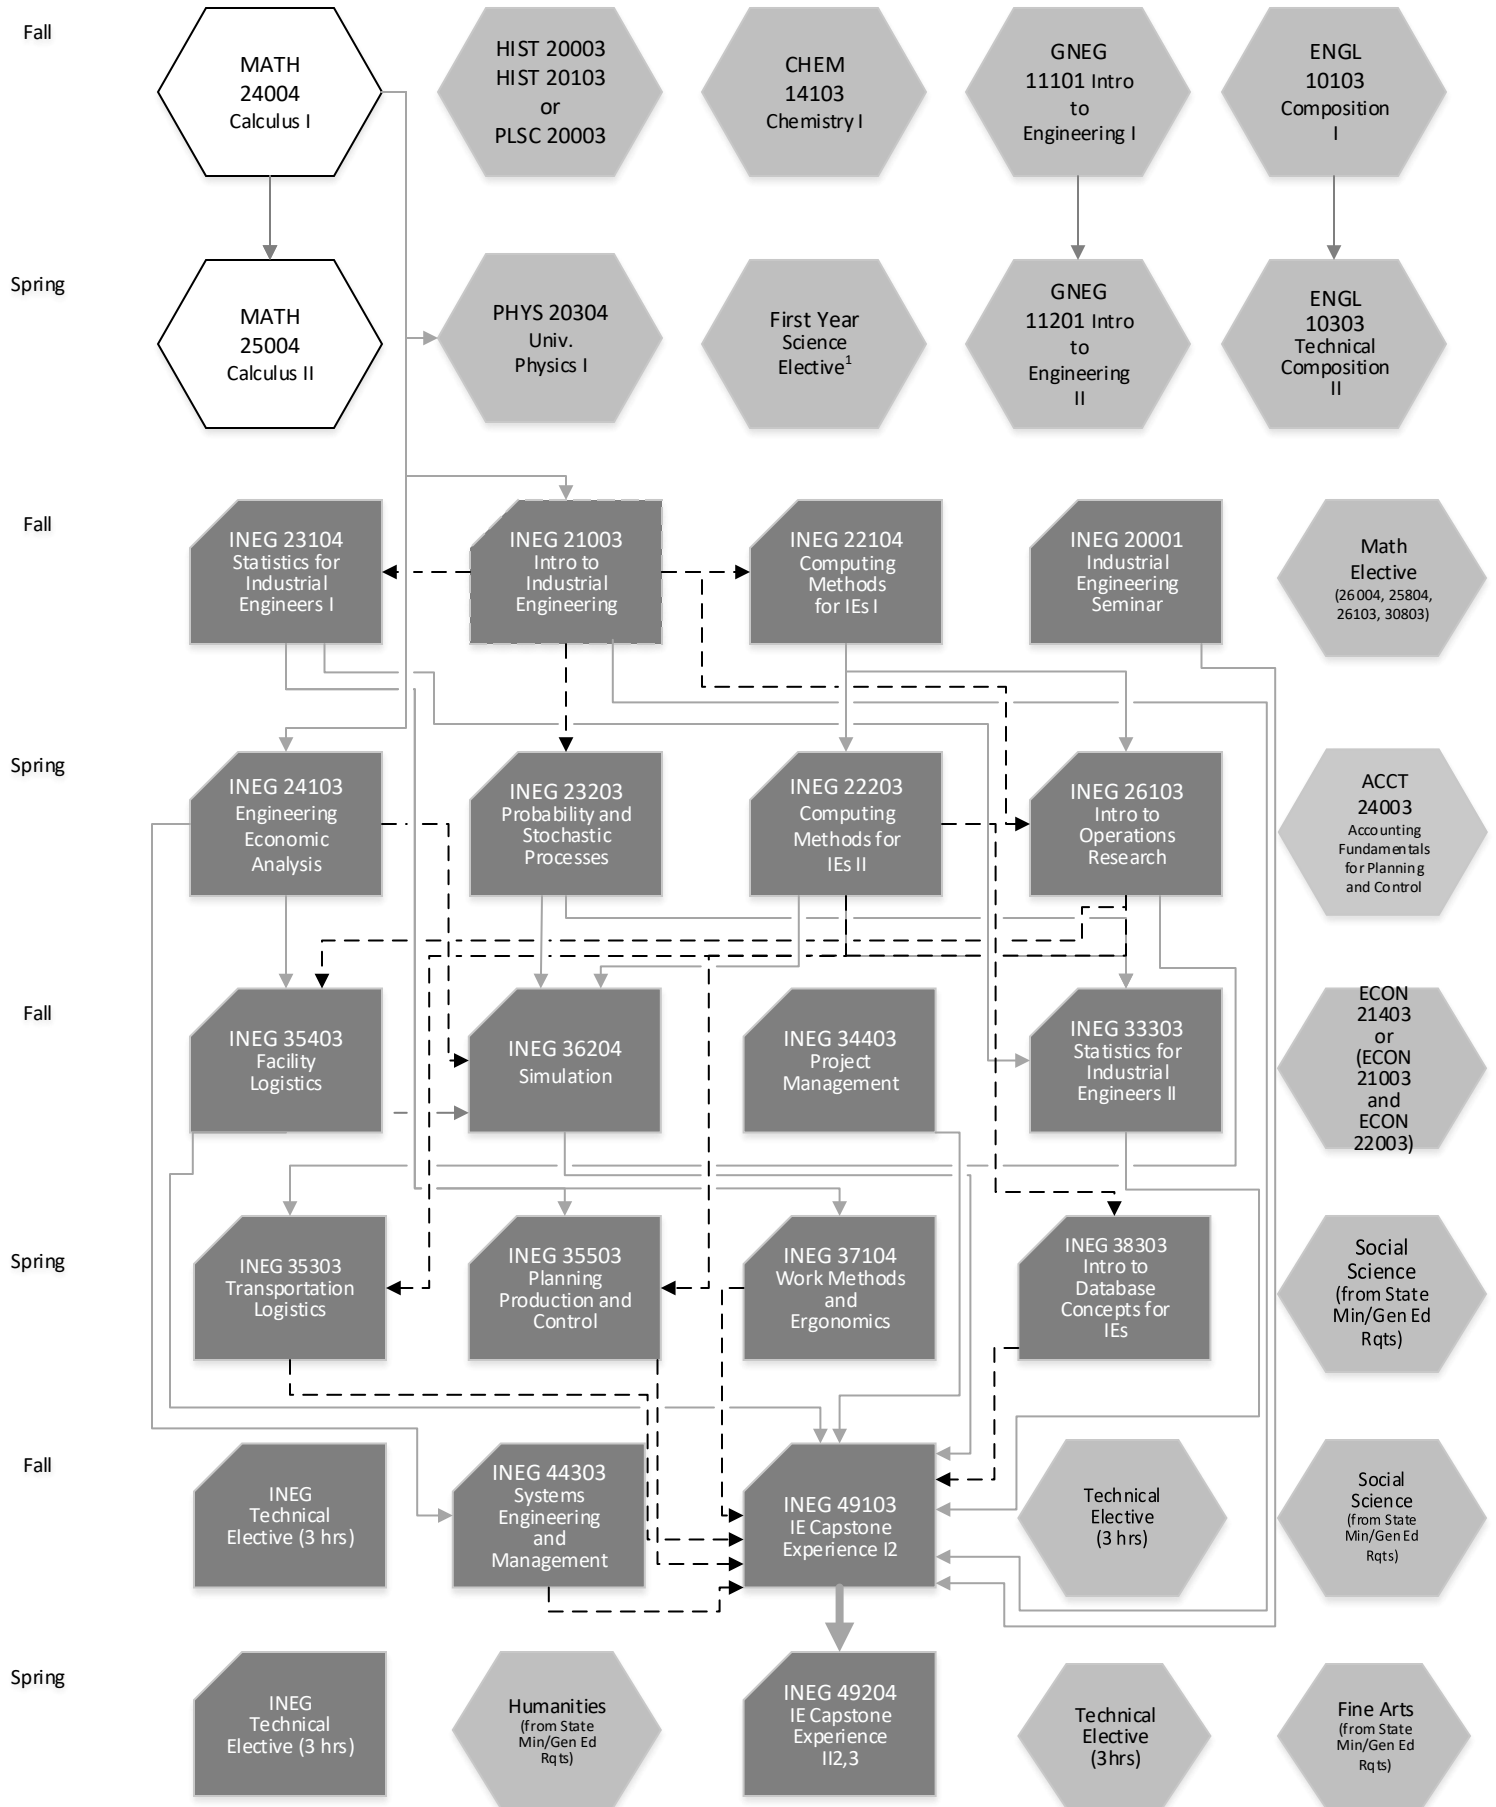 Fall
MATH
24004
Calculus I
HIST 20003
HIST 20103
or
PLSC 20003
CHEM
14103
Chemistry I
GNEG
11101 Intro
to
Engineering I
ENGL
10103
Composition
I
Spring
MATH
25004
Calculus II
PHYS 20304
Univ.
Physics I
First Year
Science
Elective1
GNEG
11201 Intro
to
Engineering
II
ENGL
10303
Technical
Composition
II
Fall
INEG 23104
Statistics for
Industrial
Engineers I
INEG 21003
Intro to
Industrial
Engineering
INEG 22104
Computing
Methods
for IEs I
INEG 20001
Industrial
Engineering
Seminar
Math
Elective
(26004, 25804,
26103, 30803)
Spring
INEG 24103
Engineering
Economic
Analysis
INEG 23203
Probability and
Stochastic
Processes
INEG 22203
Computing
Methods for
IEs II
INEG 26103
Intro to
Operations
Research
ACCT
24003
Accounting
Fundamentals
for Planning
and Control
Fall
INEG 35403
Facility
Logistics
INEG 36204
Simulation
INEG 34403
Project
Management
INEG 33303
Statistics for
Industrial
Engineers II
ECON
21403
or
(ECON
21003
and
ECON
22003)
Spring
INEG 35303
Transportation
Logistics
INEG 35503
Planning
Production and
Control
INEG 37104
Work Methods
and
Ergonomics
INEG 38303
Intro to
Database
Concepts for
IEs
Social
Science
(from State
Min/Gen Ed
Rqts)
Fall
INEG
Technical
Elective (3 hrs)
INEG 44303
Systems
Engineering
and
Management
INEG 49103
IE Capstone
Experience I2
Technical
Elective
(3 hrs)
Social
Science
(from State
Min/Gen Ed
Rqts)
Spring
INEG
Technical
Elective (3 hrs)
Humanities
(from State
Min/Gen Ed
Rqts)
INEG 49204
IE Capstone
Experience
II2,3
Technical
Elective
(3hrs)
Fine Arts
(from State
Min/Gen Ed
Rqts)